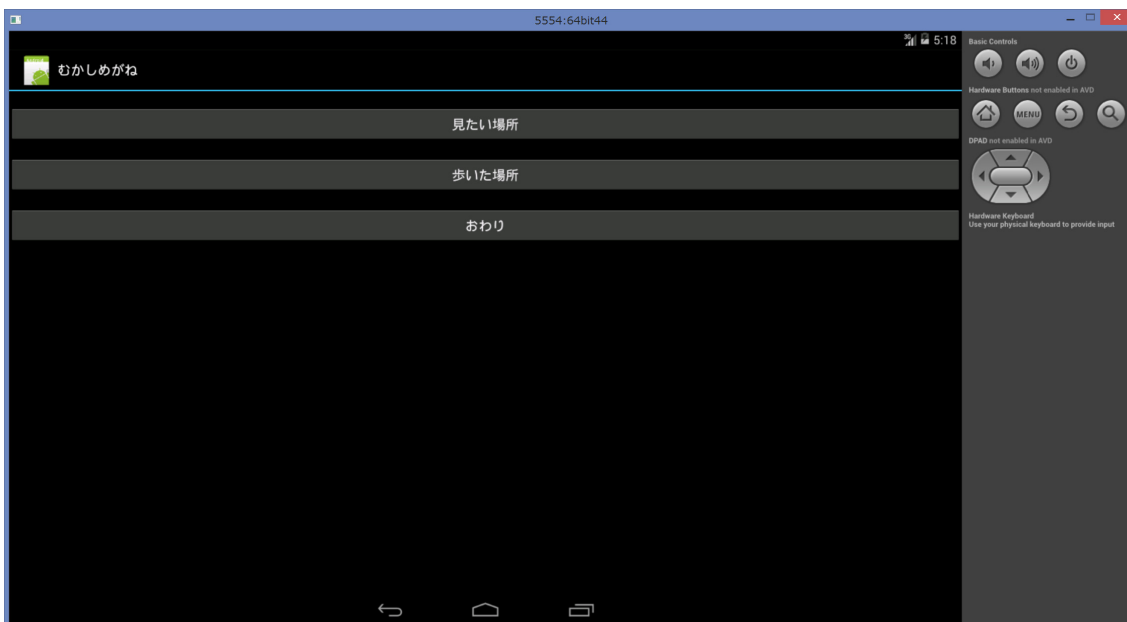 5554:64bit44
3G 5:18
むかしめがね
見たい場所
歩いた場所
おわり
Basic Controls
Hardware Buttons not enabled in AVD
MENU
DPAD not enabled in AVD
Hardware Keyboard
Use your physical keyboard to provide input